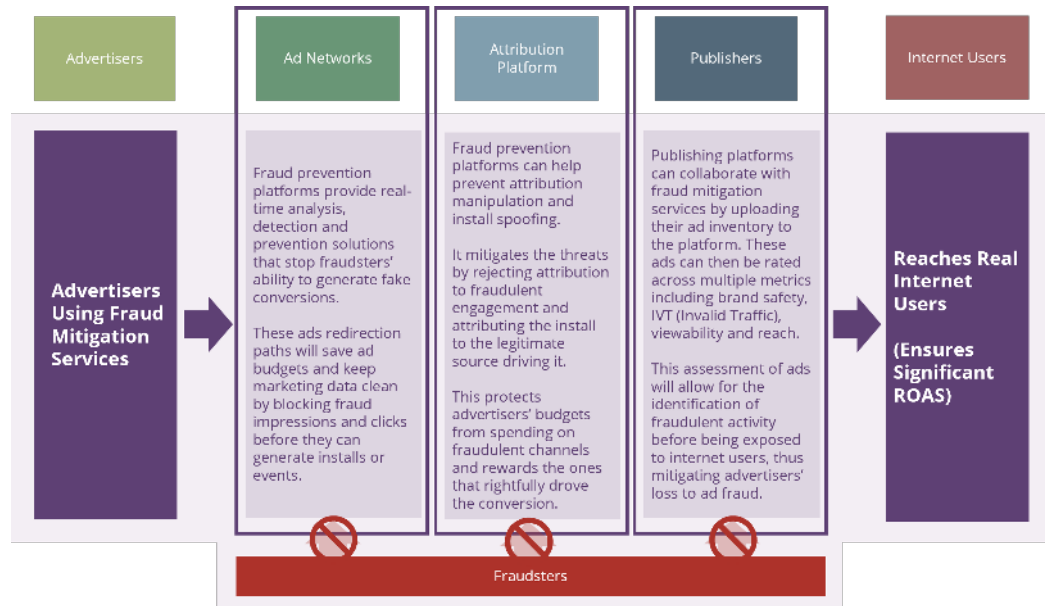 Advertisers
Ad Networks
Attribution
Platform
Publishers
Internet Users
Advertisers
Using Fraud
Mitigation
Services
Fraud prevention
platforms provide real-
time analysis,
detection and
prevention solutions
that stop fraudsters’
ability to generate fake
conversions.
These ads redirection
paths will save ad
budgets and keep
marketing data clean
by blocking fraud
impressions and clicks
before they can
generate installs or
events.
Fraud prevention
platforms can help
prevent attribution
manipulation and
install spoofing.
It mitigates the threats
by rejecting attribution
to fraudulent
engagement and
attributing the install
to the legitimate
source driving it.
This protects
advertisers’ budgets
from spending on
fraudulent channels
and rewards the ones
that rightfully drove
the conversion.
Publishing platforms
can collaborate with
fraud mitigation
services by uploading
their ad inventory to
the platform. These
ads can then be rated
across multiple metrics
including brand safety,
IVT (Invalid Traffic),
viewability and reach.
This assessment of ads
will allow for the
identification of
fraudulent activity
before being exposed
to internet users, thus
mitigating advertisers’
loss to ad fraud.
Reaches Real
Internet
Users
(Ensures
Significant
ROAS)
Fraudsters